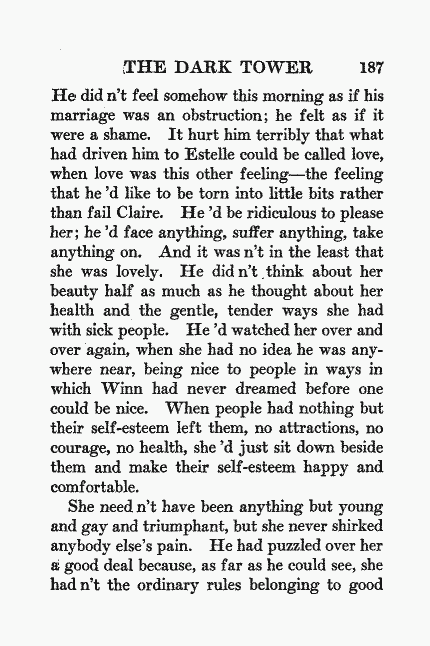 THE DARK TOWER 187
He did n't feel somehow this morning as if his
marriage was an obstruction; he felt as if it
were a shame. It hurt him terribly that what
had driven him to Estelle could be called love,
when love was this other feeling—the feeling
that he 'd like to be torn into little bits rather
than fail Claire. He 'd be ridiculous to please
her; he 'd face anything, suffer anything, take
anything on. And it was n't in the least that
she was lovely. He did n't think about her
beauty half as much as he thought about her
health and the gentle, tender ways she had
with sick people. He 'd watched her over and
over again, when she had no idea he was any-
where near, being nice to people in ways in
which Winn had never dreamed before one
could be nice. When people had nothing but
their self-esteem left them, no attractions, no
courage, no health, she 'd just sit down beside
them and make their self-esteem happy and
comfortable.
She need n't have been anything but young
and gay and triumphant, but she never shirked
anybody else's pain. He had puzzled over her
a good deal because, as far as he could see, she
had n't the ordinary rules belonging to good